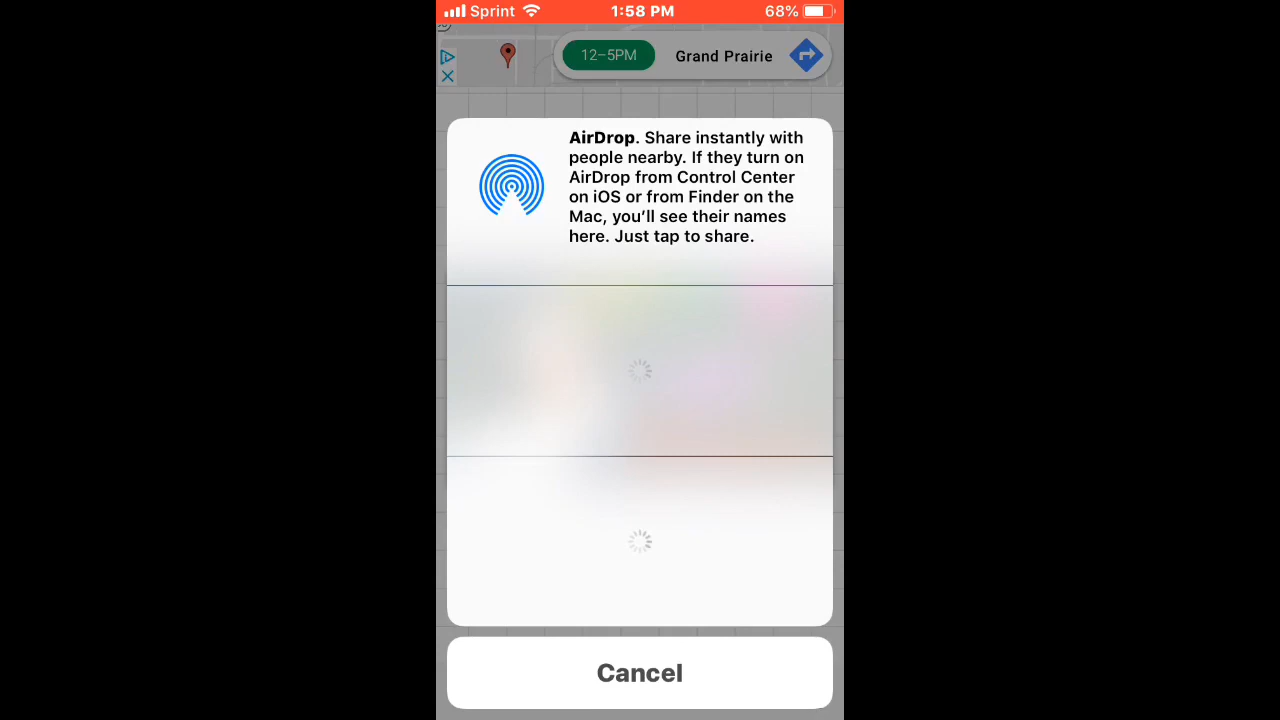 Sprint 1:58 PM 68%
12–5PM Grand Prairie
AirDrop. Share instantly with
people nearby. If they turn on
AirDrop from Control Center
on iOS or from Finder on the
Mac, you’ll see their names
here. Just tap to share.
Cancel